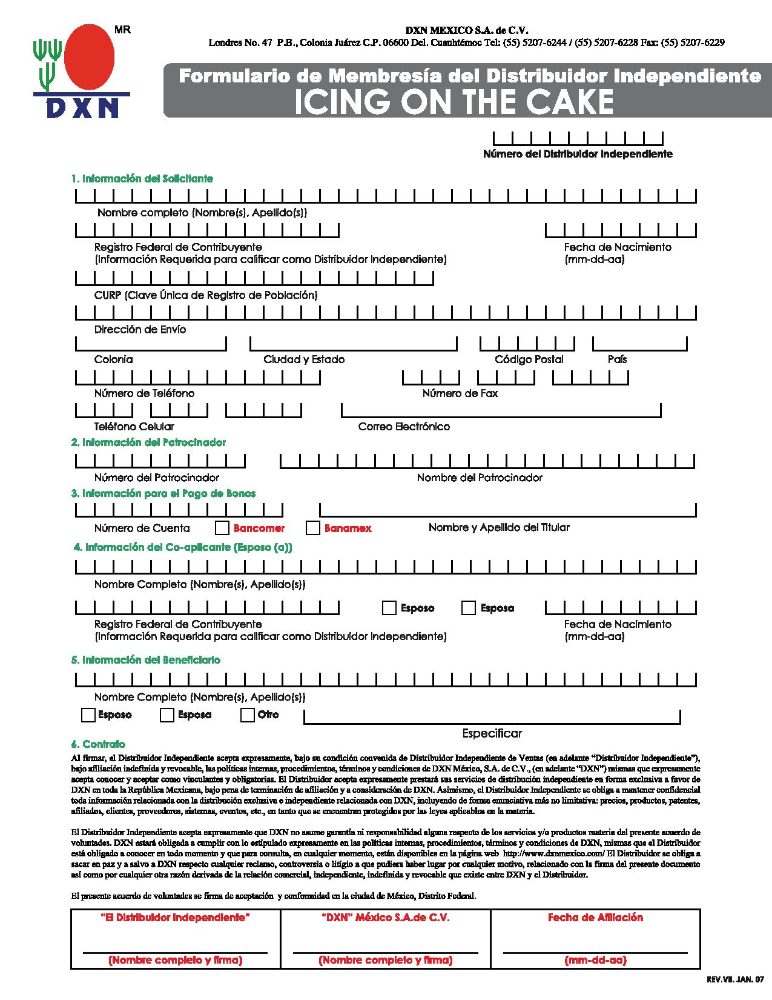 MR
DXN
DXN MEXICO S.A. de C.V.
Londres No. 47 P.B., Colonia Juárez C.P. 06600 Del. Cuauhtémoc Tel: (55) 5207-6244 / (55) 5207-6228 Fax: (55) 5207-6229
Formulario de Membresía del Distribuidor Independiente
ICING ON THE CAKE
Número del Distribuidor Independiente
1. Información del Solicitante
Nombre completo (Nombre(s), Apellido(s))
Registro Federal de Contribuyente
(Información Requerida para calificar como Distribuidor Independiente)
Fecha de Nacimiento
(mm-dd-aa)
CURP (Clave Única de Registro de Población)
Dirección de Envío
Colonia Ciudad y Estado Código Postal País
Número de Teléfono Número de Fax
Teléfono Celular Correo Electrónico
2. Información del Patrocinador
Número del Patrocinador Nombre del Patrocinador
3. Información para el Pago de Bonos
Número de Cuenta Bancomer Banamex Nombre y Apellido del Titular
4. Información del Co-aplicante (Esposo (a))
Nombre Completo (Nombre(s), Apellido(s))
Esposo Esposa
Registro Federal de Contribuyente
(Información Requerida para calificar como Distribuidor Independiente)
Fecha de Nacimiento
(mm-dd-aa)
5. Información del Beneficiario
Nombre Completo (Nombre(s), Apellido(s))
Esposo Esposa Otro
Especificar
6. Contrato
Al firmar, el Distribuidor Independiente acepta expresamente, bajo su condición convenida de Distribuidor Independiente de Ventas (en adelante “Distribuidor Independiente”),
bajo afiliación indefinida y revocable, las políticas internas, procedimientos, términos y condiciones de DXN México, S.A. de C.V., (en adelante “DXN”) mismas que expresamente
acepta conocer y aceptar como vinculantes y obligatorias. El Distribuidor acepta expresamente prestará sus servicios de distribución independiente en forma exclusiva a favor de
DXN en toda la República Mexicana, bajo pena de terminación de afiliación y a consideración de DXN. Asimismo, el Distribuidor Independiente se obliga a mantener confidencial
toda información relacionada con la distribución exclusiva e independiente relacionada con DXN, incluyendo de forma enunciativa más no limitativa: precios, productos, patentes,
afiliados, clientes, proveedores, sistemas, eventos, etc., en tanto que se encuentran protegidos por las leyes aplicables en la materia.
El Distribuidor Independiente acepta expresamente que DXN no asume garantía ni responsabilidad alguna respecto de los servicios y/o productos materia del presente acuerdo de
voluntades. DXN estará obligada a cumplir con lo estipulado expresamente en las políticas internas, procedimientos, términos y condiciones de DXN, mismas que el Distribuidor
está obligado a conocer en todo momento y que para consulta, en cualquier momento, están disponibles en la página web http://www.dxnmexico.com/ El Distribuidor se obliga a
sacar en paz y a salvo a DXN respecto cualquier reclamo, controversia o litigio a que pudiera haber lugar por cualquier motivo, relacionado con la firma del presente documento
así como por cualquier otra razón derivada de la relación comercial, independiente, indefinida y revocable que existe entre DXN y el Distribuidor.
El presente acuerdo de voluntades se firma de aceptación y conformidad en la ciudad de México, Distrito Federal.
“El Distribuidor Independiente” “DXN” México S.A.de C.V. Fecha de Afiliación
(Nombre completo y firma) (Nombre completo y firma) (mm-dd-aa)
REV.VII. JAN. 07